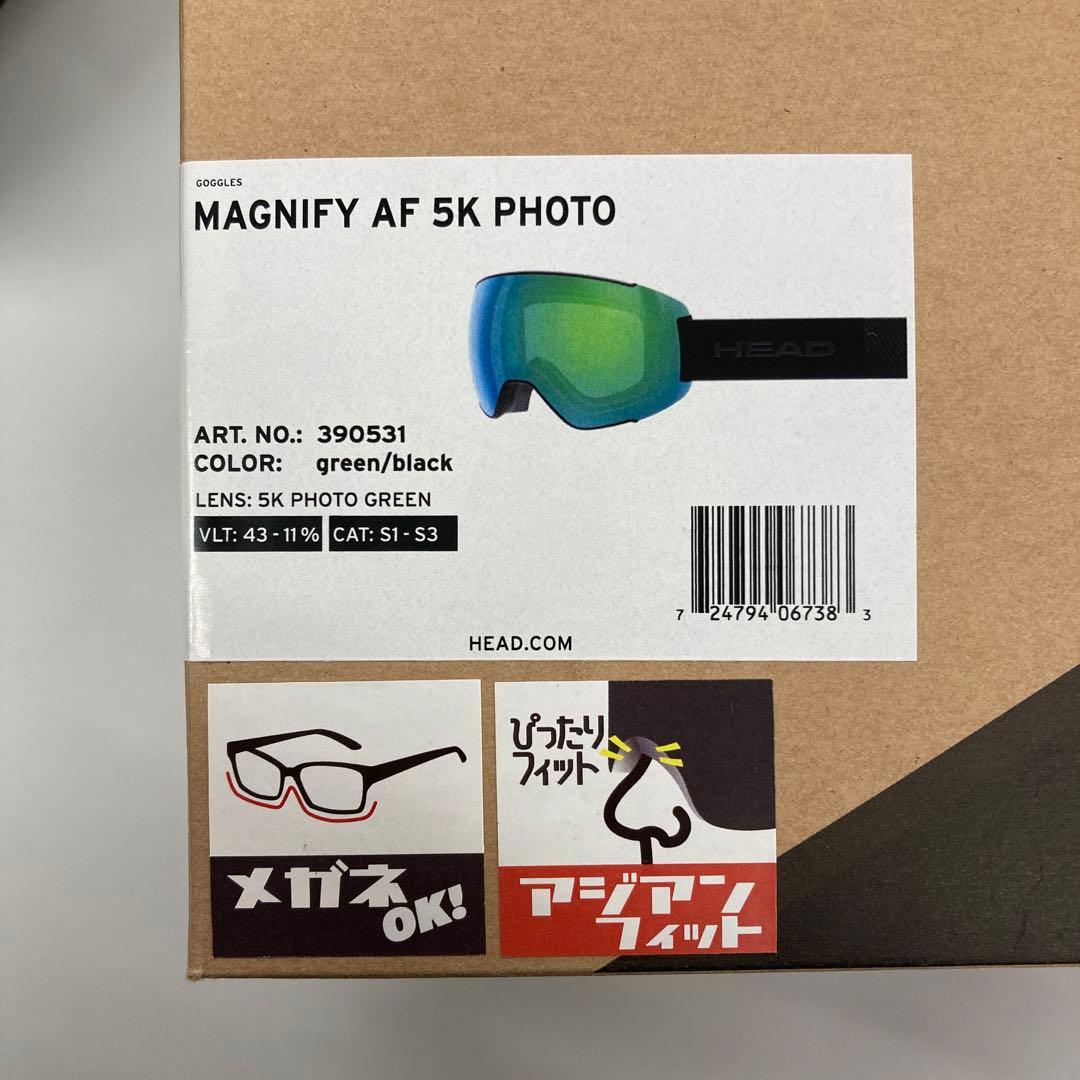 GOGGLES
MAGNIFY AF 5K PHOTO
HEAD
ART. NO.: 390531
COLOR: green/black
LENS: 5K PHOTO GREEN
VLT: 43 - 11% CAT: S1 - S3
7 24794 06738 3
HEAD.COM
メガネ
OK!
ぴったり
フィット
アジアン
フィット